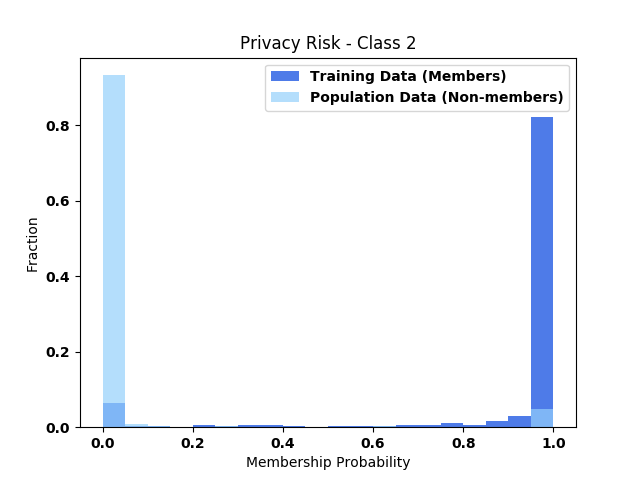 Privacy Risk - Class 2
Training Data (Members)
Population Data (Non-members)
Fraction
0.8
0.6
0.4
0.2
0.0
0.0 0.2 0.4 0.6 0.8 1.0
Membership Probability